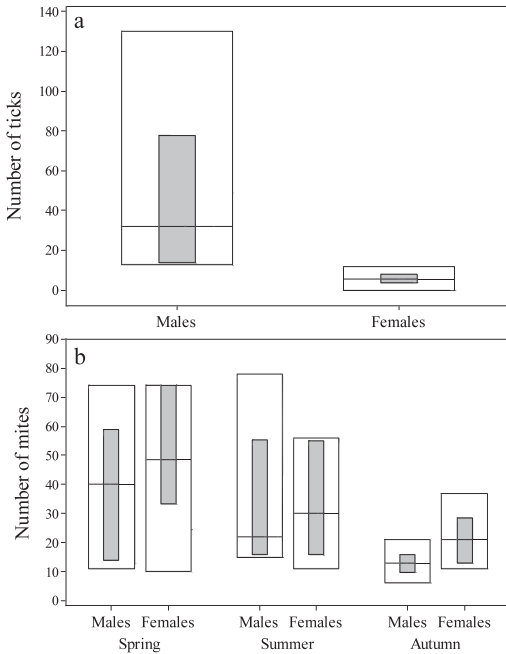 a
140
120
100
80
60
40
20
0
Number of ticks
Males Females
b
90
80
70
60
50
40
30
20
10
0
Number of mites
Males Females Males Females Males Females
Spring Summer Autumn